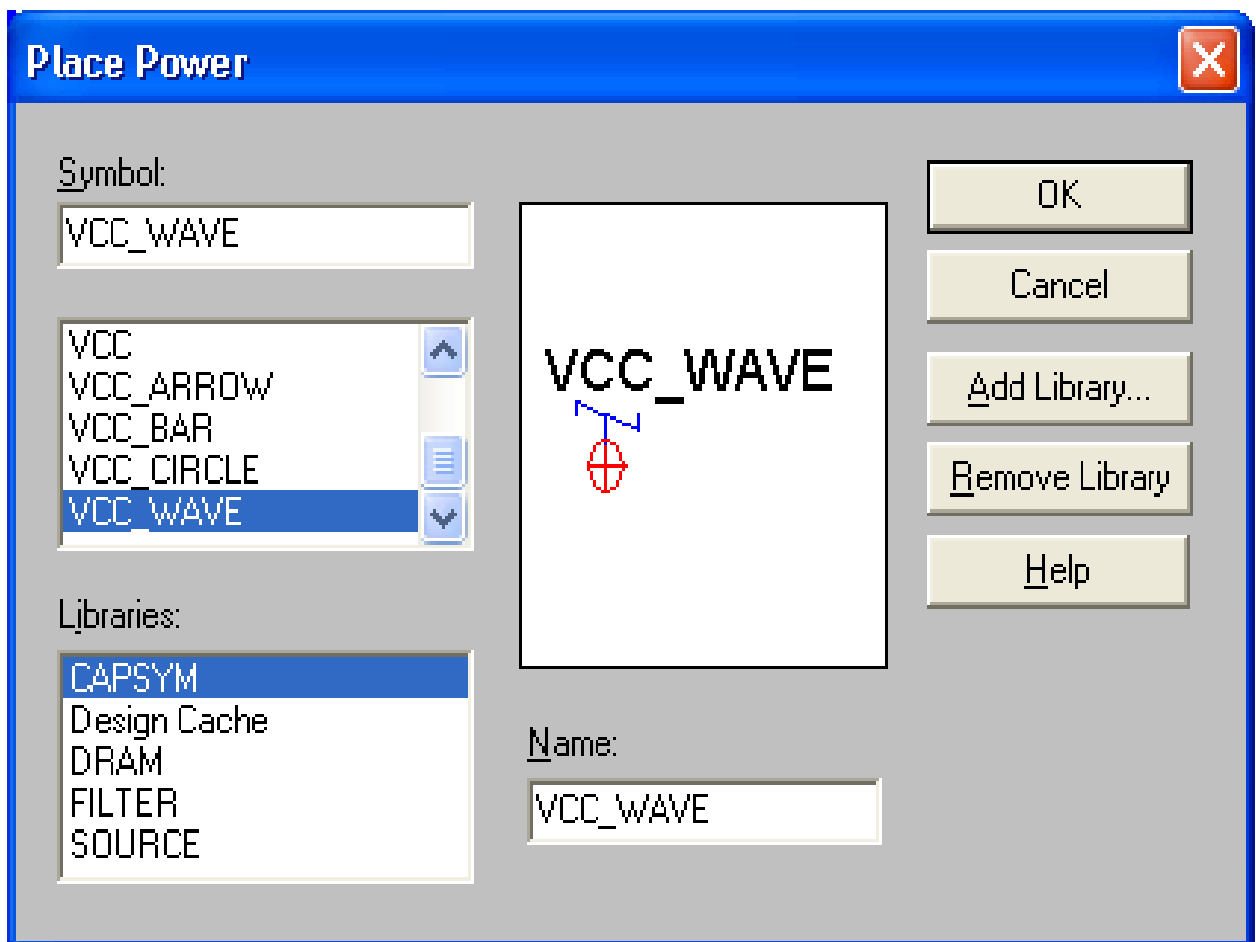 Place Power
Symbol:
VCC_WAVE
VCC
VCC_ARROW
VCC_BAR
VCC_CIRCLE
VCC_WAVE
Libraries:
CAPSYM
Design Cache
DRAM
FILTER
SOURCE
VCC_WAVE
Name:
VCC_WAVE
OK
Cancel
Add Library...
Remove Library
Help